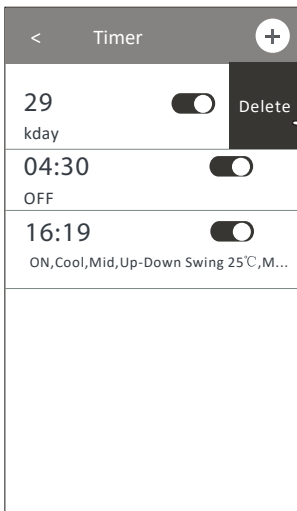 < Timer +
29 Delete
kday
04:30
OFF
16:19
ON,Cool,Mid,Up-Down Swing 25℃,M...